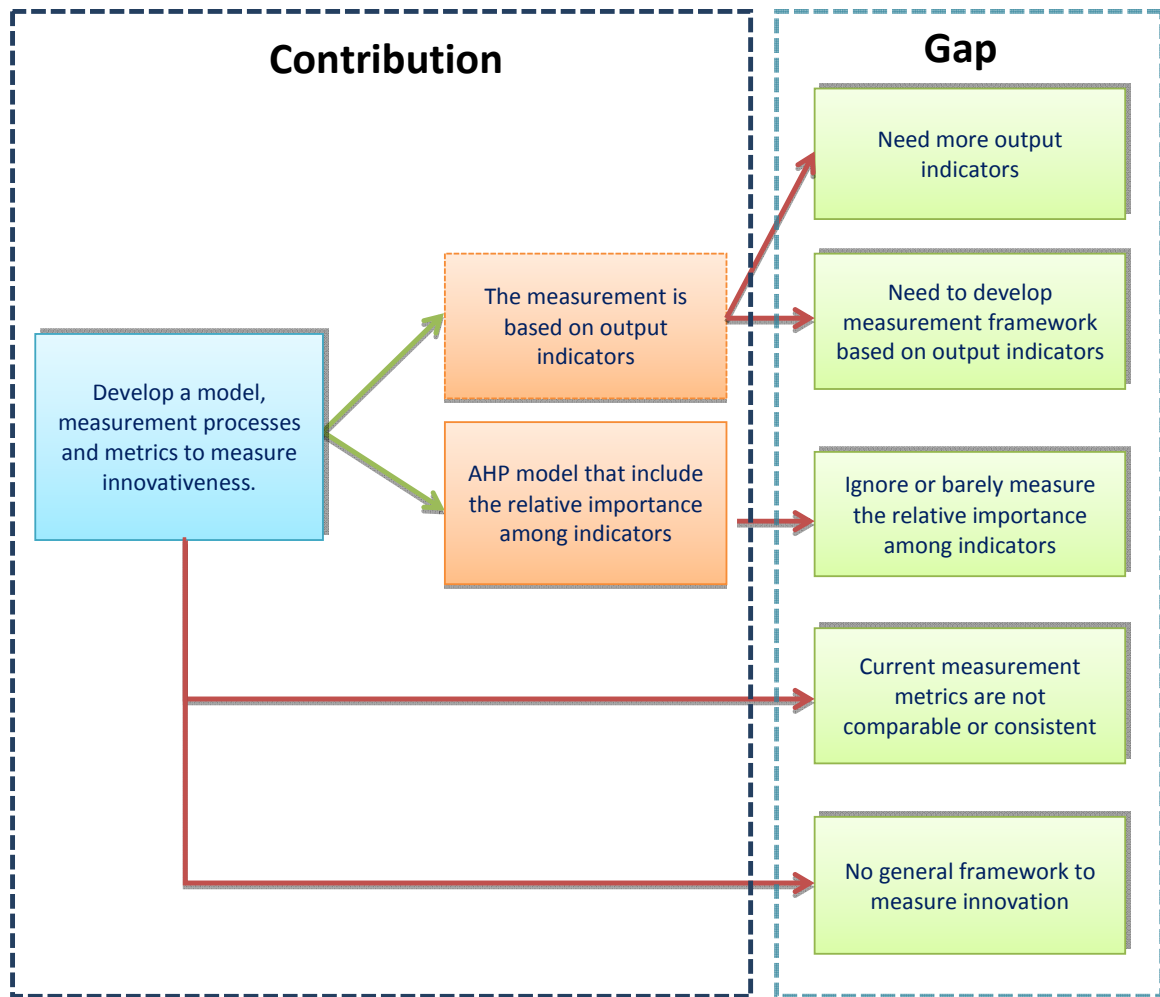 Contribution
Gap
Need more output
indicators
The measurement is
based on output
indicators
Need to develop
measurement framework
based on output indicators
Develop a model,
measurement processes
and metrics to measure
innovativeness.
AHP model that include
the relative importance
among indicators
Ignore or barely measure
the relative importance
among indicators
Current measurement
metrics are not
comparable or consistent
No general framework to
measure innovation